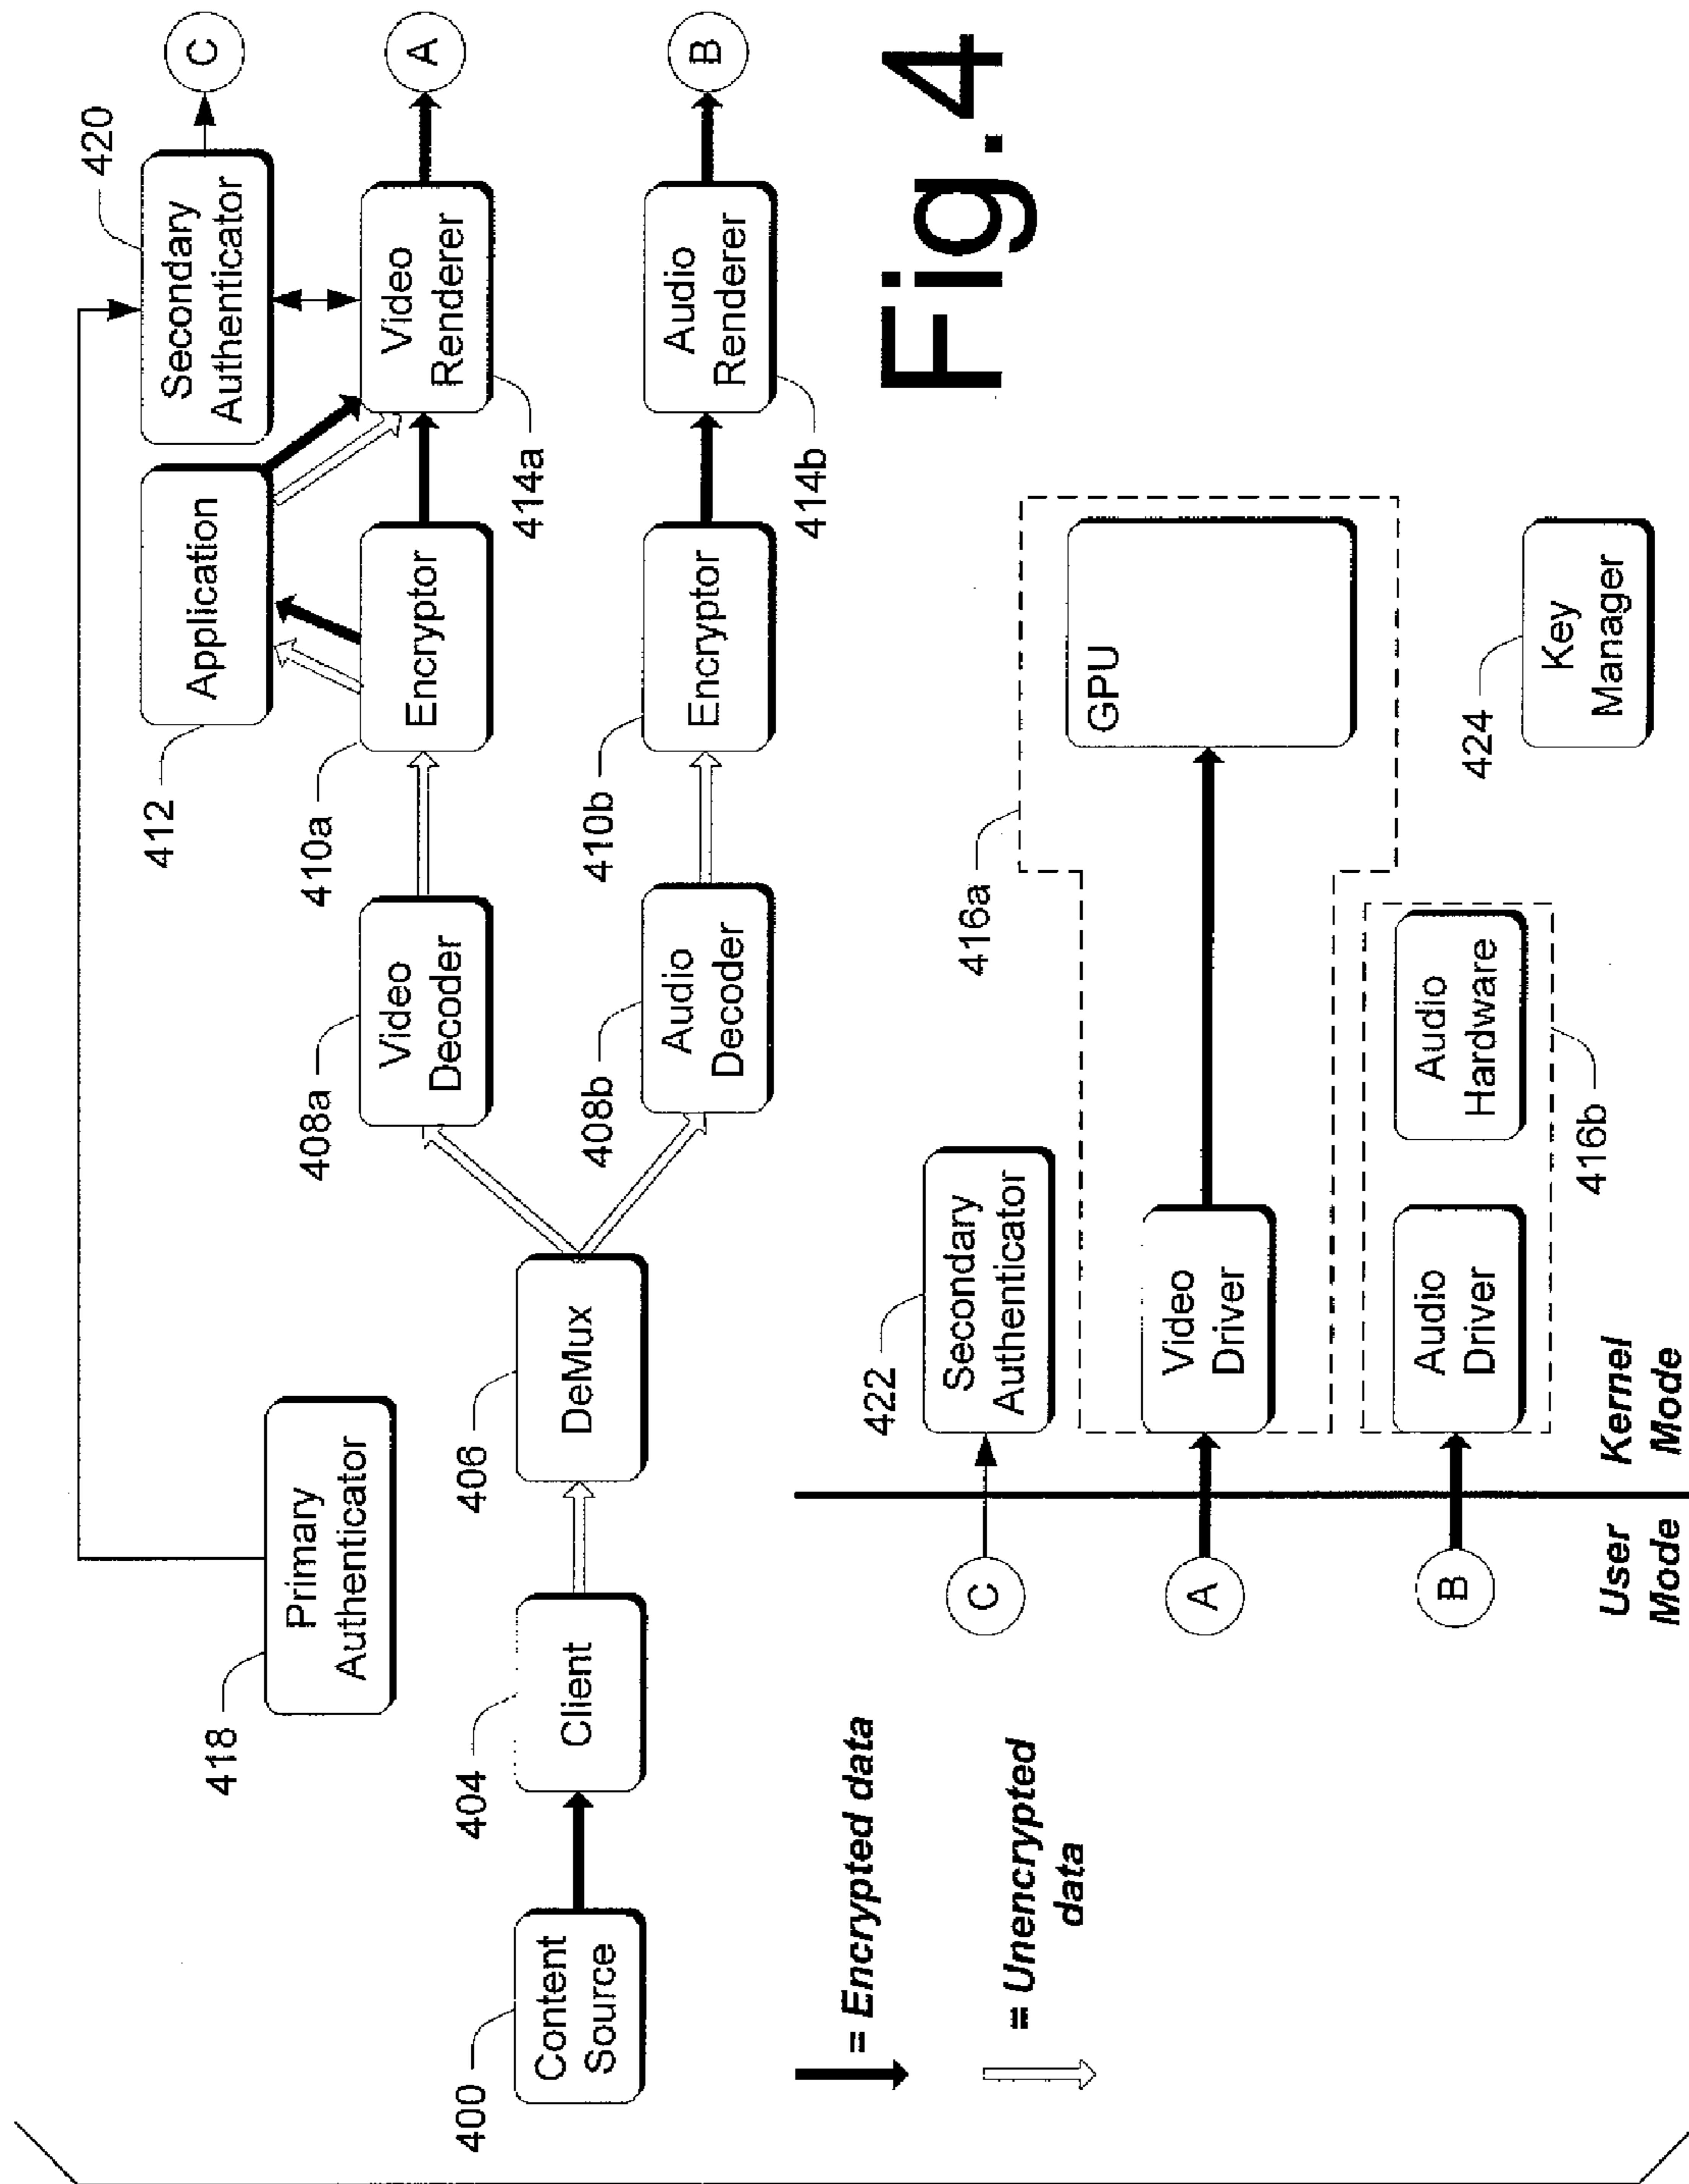 418
Primary
Authenticator
420
Secondary
Authenticator
C
412
Application
400
Content
Source
404
Client
406
DeMux
408a
Video
Decoder
410a
Encryptor
414a
Video
Renderer
A
408b
Audio
Decoder
410b
Encryptor
414b
Audio
Renderer
B
= Encrypted data
= Unencrypted
data
C
422
Secondary
Authenticator
A
Video
Driver
416a
GPU
B
Audio
Driver
Audio
Hardware
416b
424
Key
Manager
User
Mode
Kernel
Mode
Fig.4